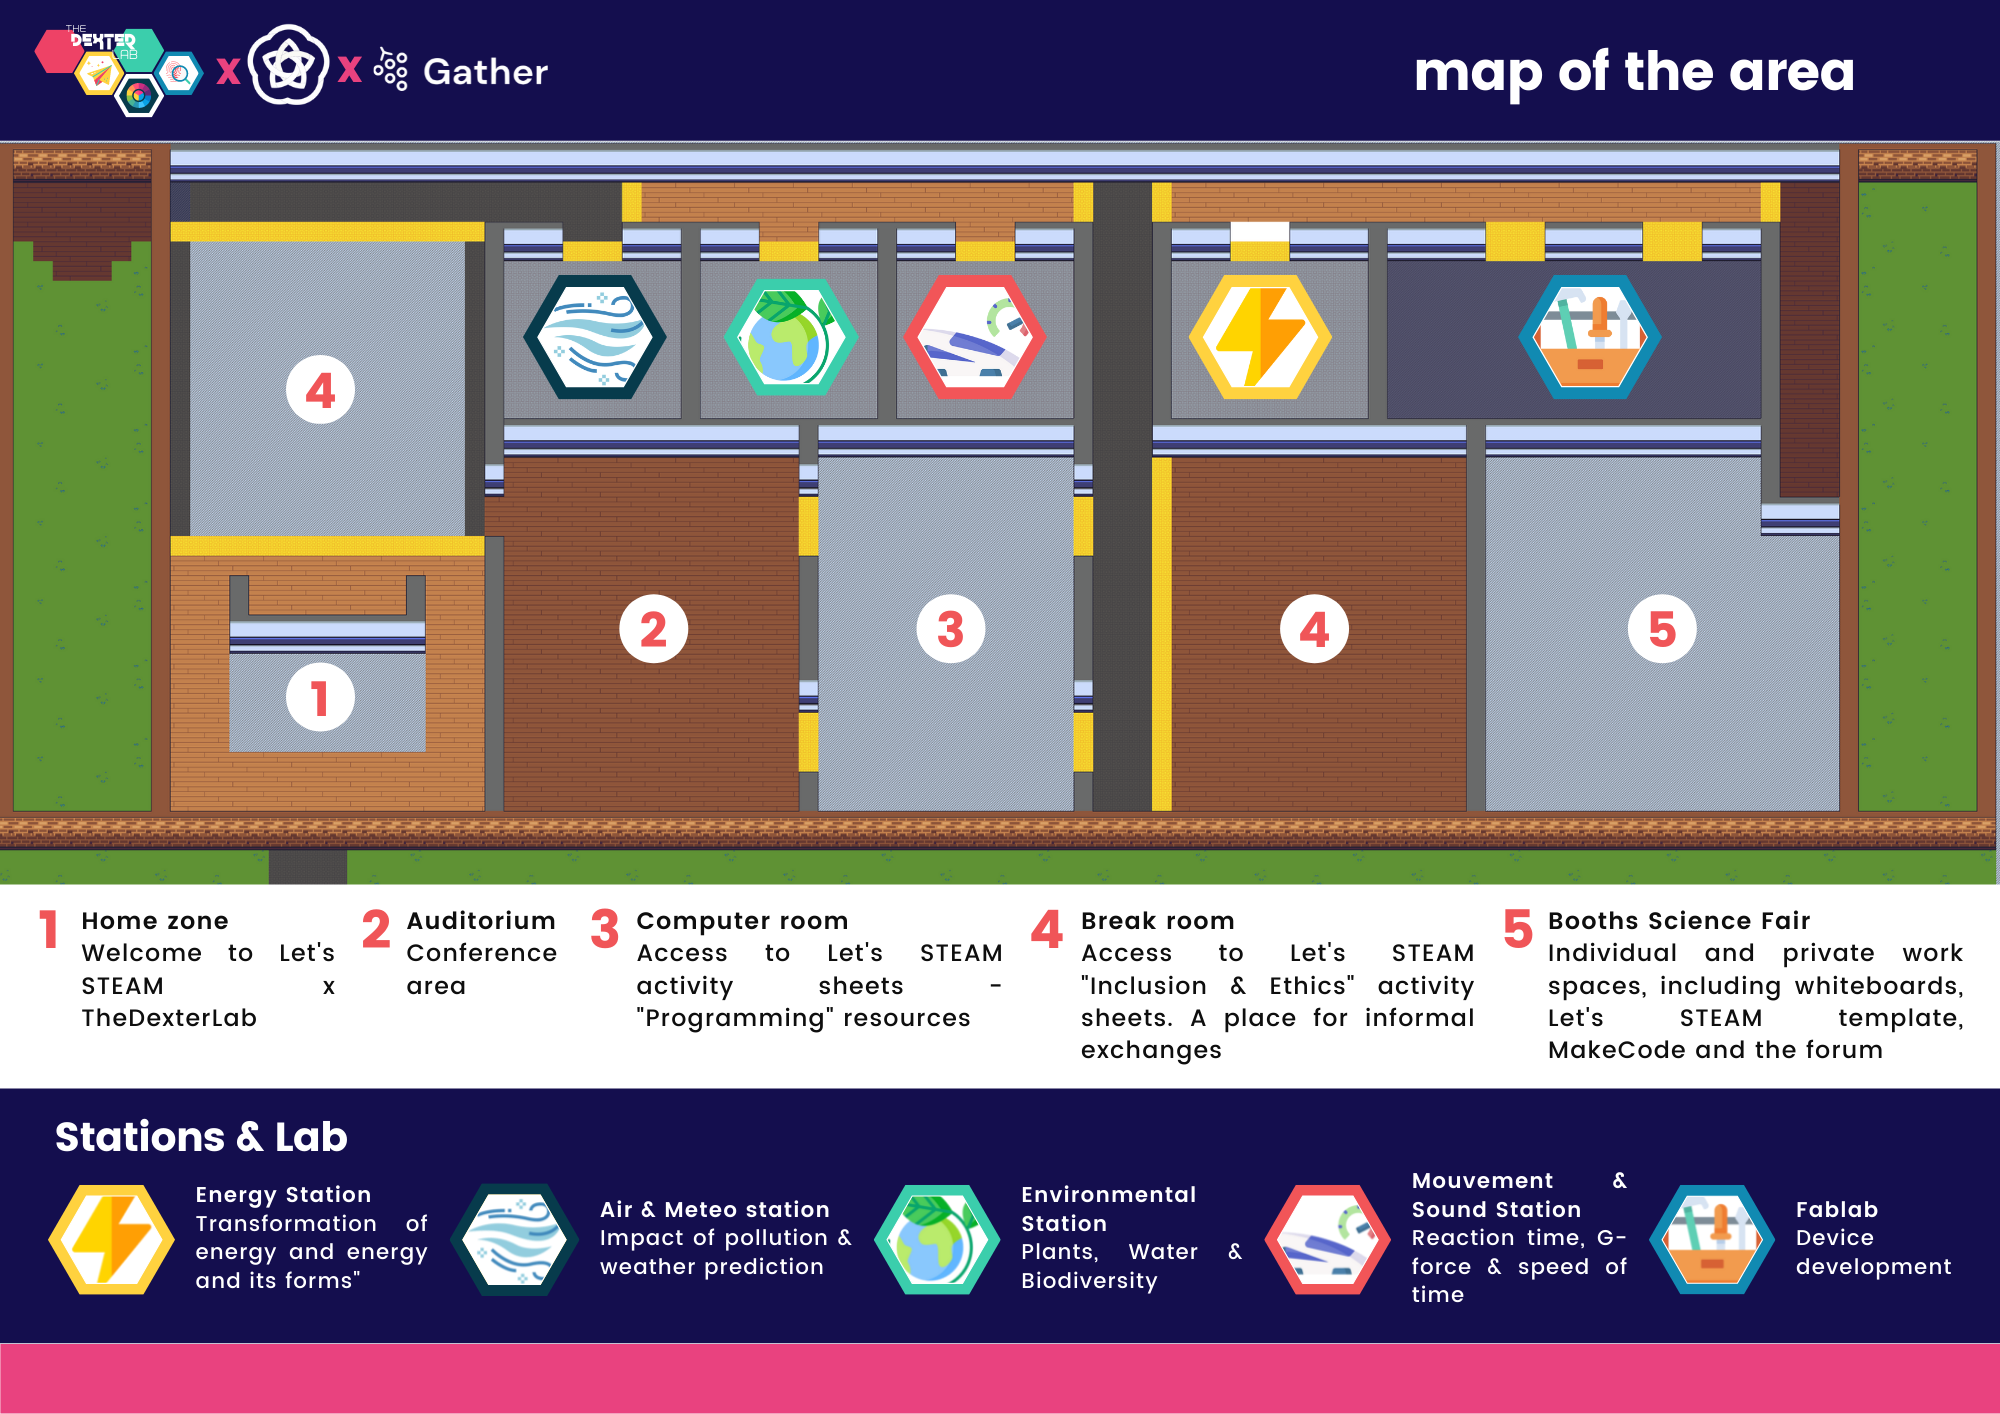 THE
DEXTER
LAB
x
x
Gather
map of the area
4
1
2
3
4
5
1
Home zone
Welcome to Let's
STEAM x
TheDexterLab
2
Auditorium
Conference
area
3
Computer room
Access to Let's STEAM
activity sheets -
"Programming" resources
4
Break room
Access to Let's STEAM
"Inclusion & Ethics" activity
sheets. A place for informal
exchanges
5
Booths Science Fair
Individual and private work
spaces, including whiteboards,
Let's STEAM template,
MakeCode and the forum
Stations & Lab
Energy Station
Transformation of
energy and energy
and its forms"
Air & Meteo station
Impact of pollution &
weather prediction
Environmental
Station
Plants, Water &
Biodiversity
Mouvement &
Sound Station
Reaction time, G-
force & speed of
time
Fablab
Device
development